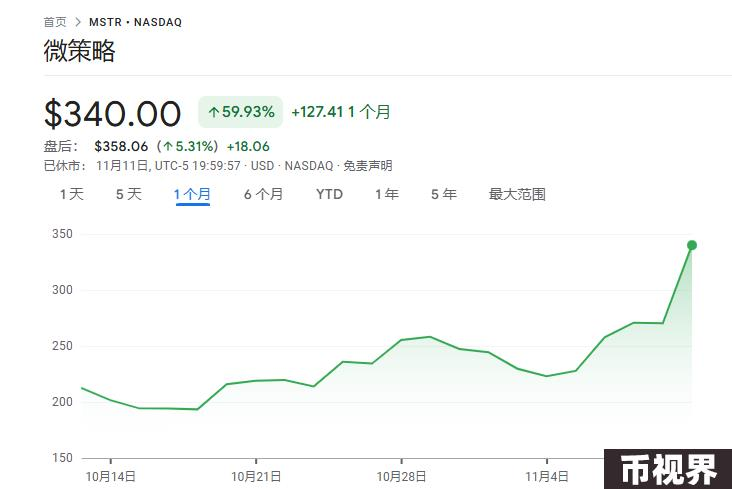 首页 > MSTR • NASDAQ
微策略
$340.00 ↑59.93% +127.41 1 个月
盘后： $358.06 (↑5.31%) +18.06
已休市： 11月11日, UTC-5 19:59:57 · USD · NASDAQ · 免责声明
1 天 5 天 1 个月 6 个月 YTD 1 年 5 年 最大范围
350
300
250
200
150
10月14日 10月21日 10月28日 11月4日
币视界